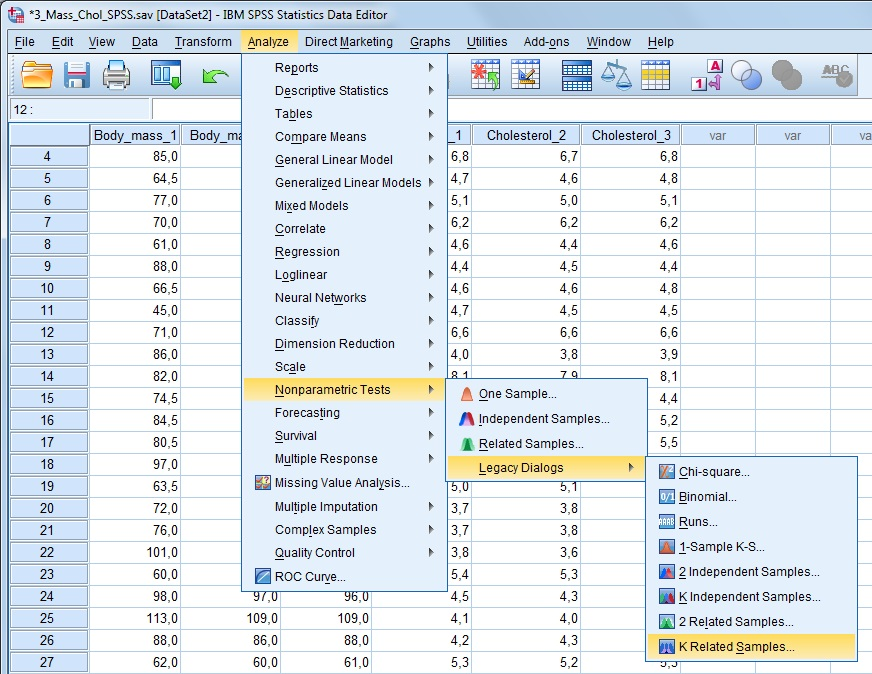 *3_Mass_Chol_SPSS.sav [DataSet2] - IBM SPSS Statistics Data Editor
File Edit View Data Transform Analyze Direct Marketing Graphs Utilities Add-ons Window Help
1 A ABC
12 :
Body_mass_1 Body_ma _1 Cholesterol_2 Cholesterol_3 var var va
4 85,0 6,8 6,7 6,8
5 64,5 4,7 4,6 4,8
6 77,0 5,1 5,0 5,1
7 70,0 6,2 6,2 6,2
8 61,0 4,6 4,4 4,6
9 88,0 4,4 4,5 4,4
10 66,5 4,6 4,6 4,8
11 45,0 4,7 4,5 4,5
12 71,0 6,6 6,6 6,6
13 86,0 4,0 3,8 3,9
14 82,0 8,1 7,9 8,1
15 74,5 4,4
16 84,5 5,2
17 80,5 5,5
18 97,0
19 63,5 5,0 5,1
20 72,0 3,7 3,8
21 76,0 3,7 3,8
22 101,0 3,8 3,6
23 60,0 5,4 5,3
24 98,0 97,0 96,0 4,5 4,3
25 113,0 109,0 109,0 4,1 4,0
26 88,0 86,0 88,0 4,2 4,3
27 62,0 60,0 61,0 5,3 5,2 5,3
Reports
Descriptive Statistics
Tables
Compare Means
General Linear Model
Generalized Linear Models
Mixed Models
Correlate
Regression
Loglinear
Neural Networks
Classify
Dimension Reduction
Scale
Nonparametric Tests
Forecasting
Survival
Multiple Response
Missing Value Analysis...
Multiple Imputation
Complex Samples
Quality Control
ROC Curve...
One Sample...
Independent Samples...
Related Samples...
Legacy Dialogs
Chi-square...
0/1 Binomial...
AAAB Runs...
1-Sample K-S...
2 Independent Samples...
K Independent Samples...
2 Related Samples...
K Related Samples...